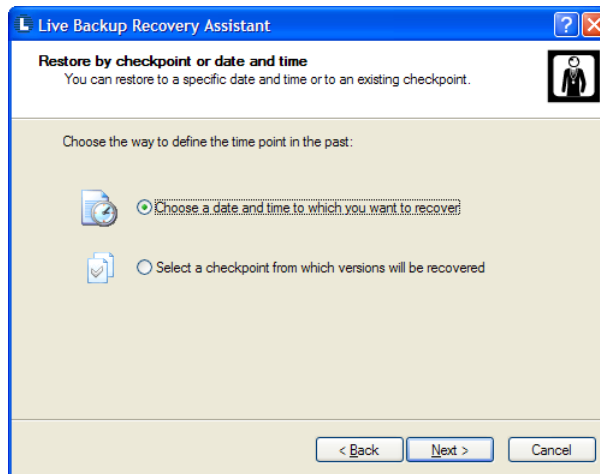 Live Backup Recovery Assistant
Restore by checkpoint or date and time
You can restore to a specific date and time or to an existing checkpoint.
Choose the way to define the time point in the past:
Choose a date and time to which you want to recover
Select a checkpoint from which versions will be recovered
< Back Next > Cancel